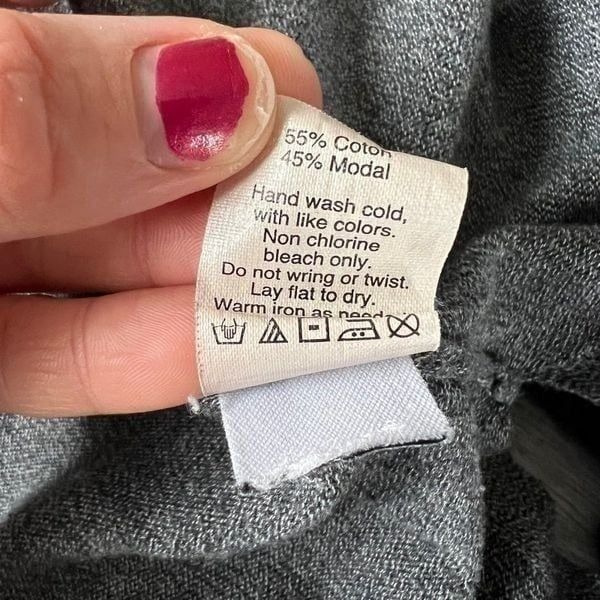 55% Coton
45% Modal
Hand wash cold,
with like colors.
Non chlorine
bleach only.
Do not wring or twist.
Lay flat to dry.
Warm iron as